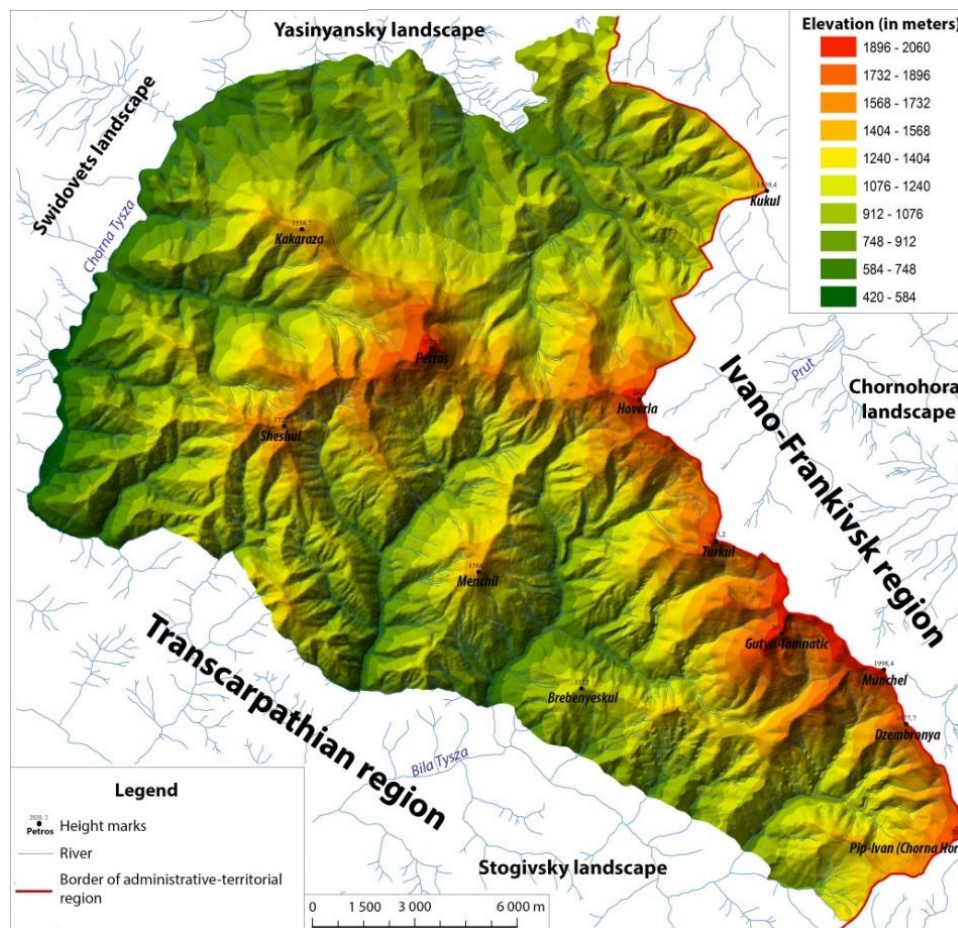 Yasinyansky landscape
Elevation (in meters)
1896 - 2060
1732 - 1896
1568 - 1732
1404 - 1568
1240 - 1404
1076 - 1240
912 - 1076
748 - 912
584 - 748
420 - 584
Swidovets landscape
Chorna Tysza
Kukul
Kakaraza
Petros
Hoverla
Sheshul
Prut
Chornohora
landscape
Ivano-Frankivsk region
Turkul
Menchil
Gutyn-Tomnatic
1998,4
Munchel
Brebenyeskul
Dzembronya
Transcarpathian region
Bila Tysza
Pip-Ivan (Chorna Hor
Stogivsky landscape
Legend
2020, 2
Petros
Height marks
River
Border of administrative-territorial
region
0 1 500 3 000 6 000 m